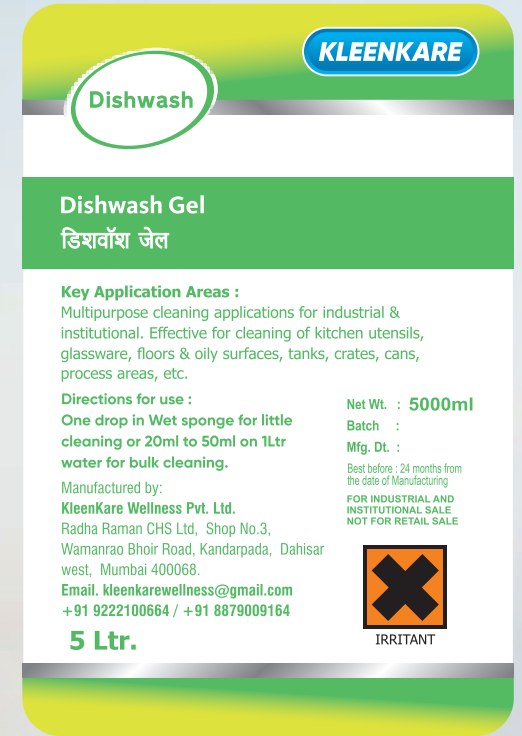 KLEENKARE
Dishwash
Dishwash Gel
डिशवॉश जेल
Key Application Areas :
Multipurpose cleaning applications for industrial &
institutional. Effective for cleaning of kitchen utensils,
glassware, floors & oily surfaces, tanks, crates, cans,
process areas, etc.
Directions for use :
One drop in Wet sponge for little
cleaning or 20ml to 50ml on 1Ltr
water for bulk cleaning.
Manufactured by:
KleenKare Wellness Pvt. Ltd.
Radha Raman CHS Ltd, Shop No.3,
Wamanrao Bhoir Road, Kandarpada, Dahisar
west, Mumbai 400068.
Email. kleenkarewellness@gmail.com
+91 9222100664 / +91 8879009164
5 Ltr.
Net Wt. : 5000ml
Batch :
Mfg. Dt. :
Best before : 24 months from
the date of Manufacturing
FOR INDUSTRIAL AND
INSTITUTIONAL SALE
NOT FOR RETAIL SALE
IRRITANT